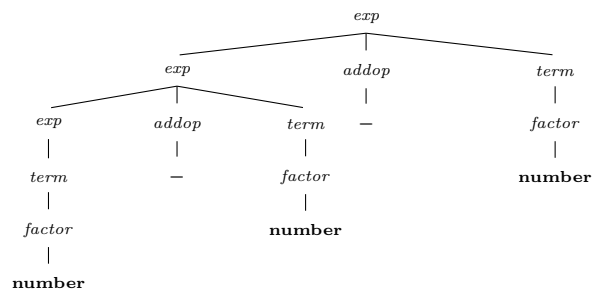 exp
exp addop term
exp addop term − factor
term − factor number
factor number
number